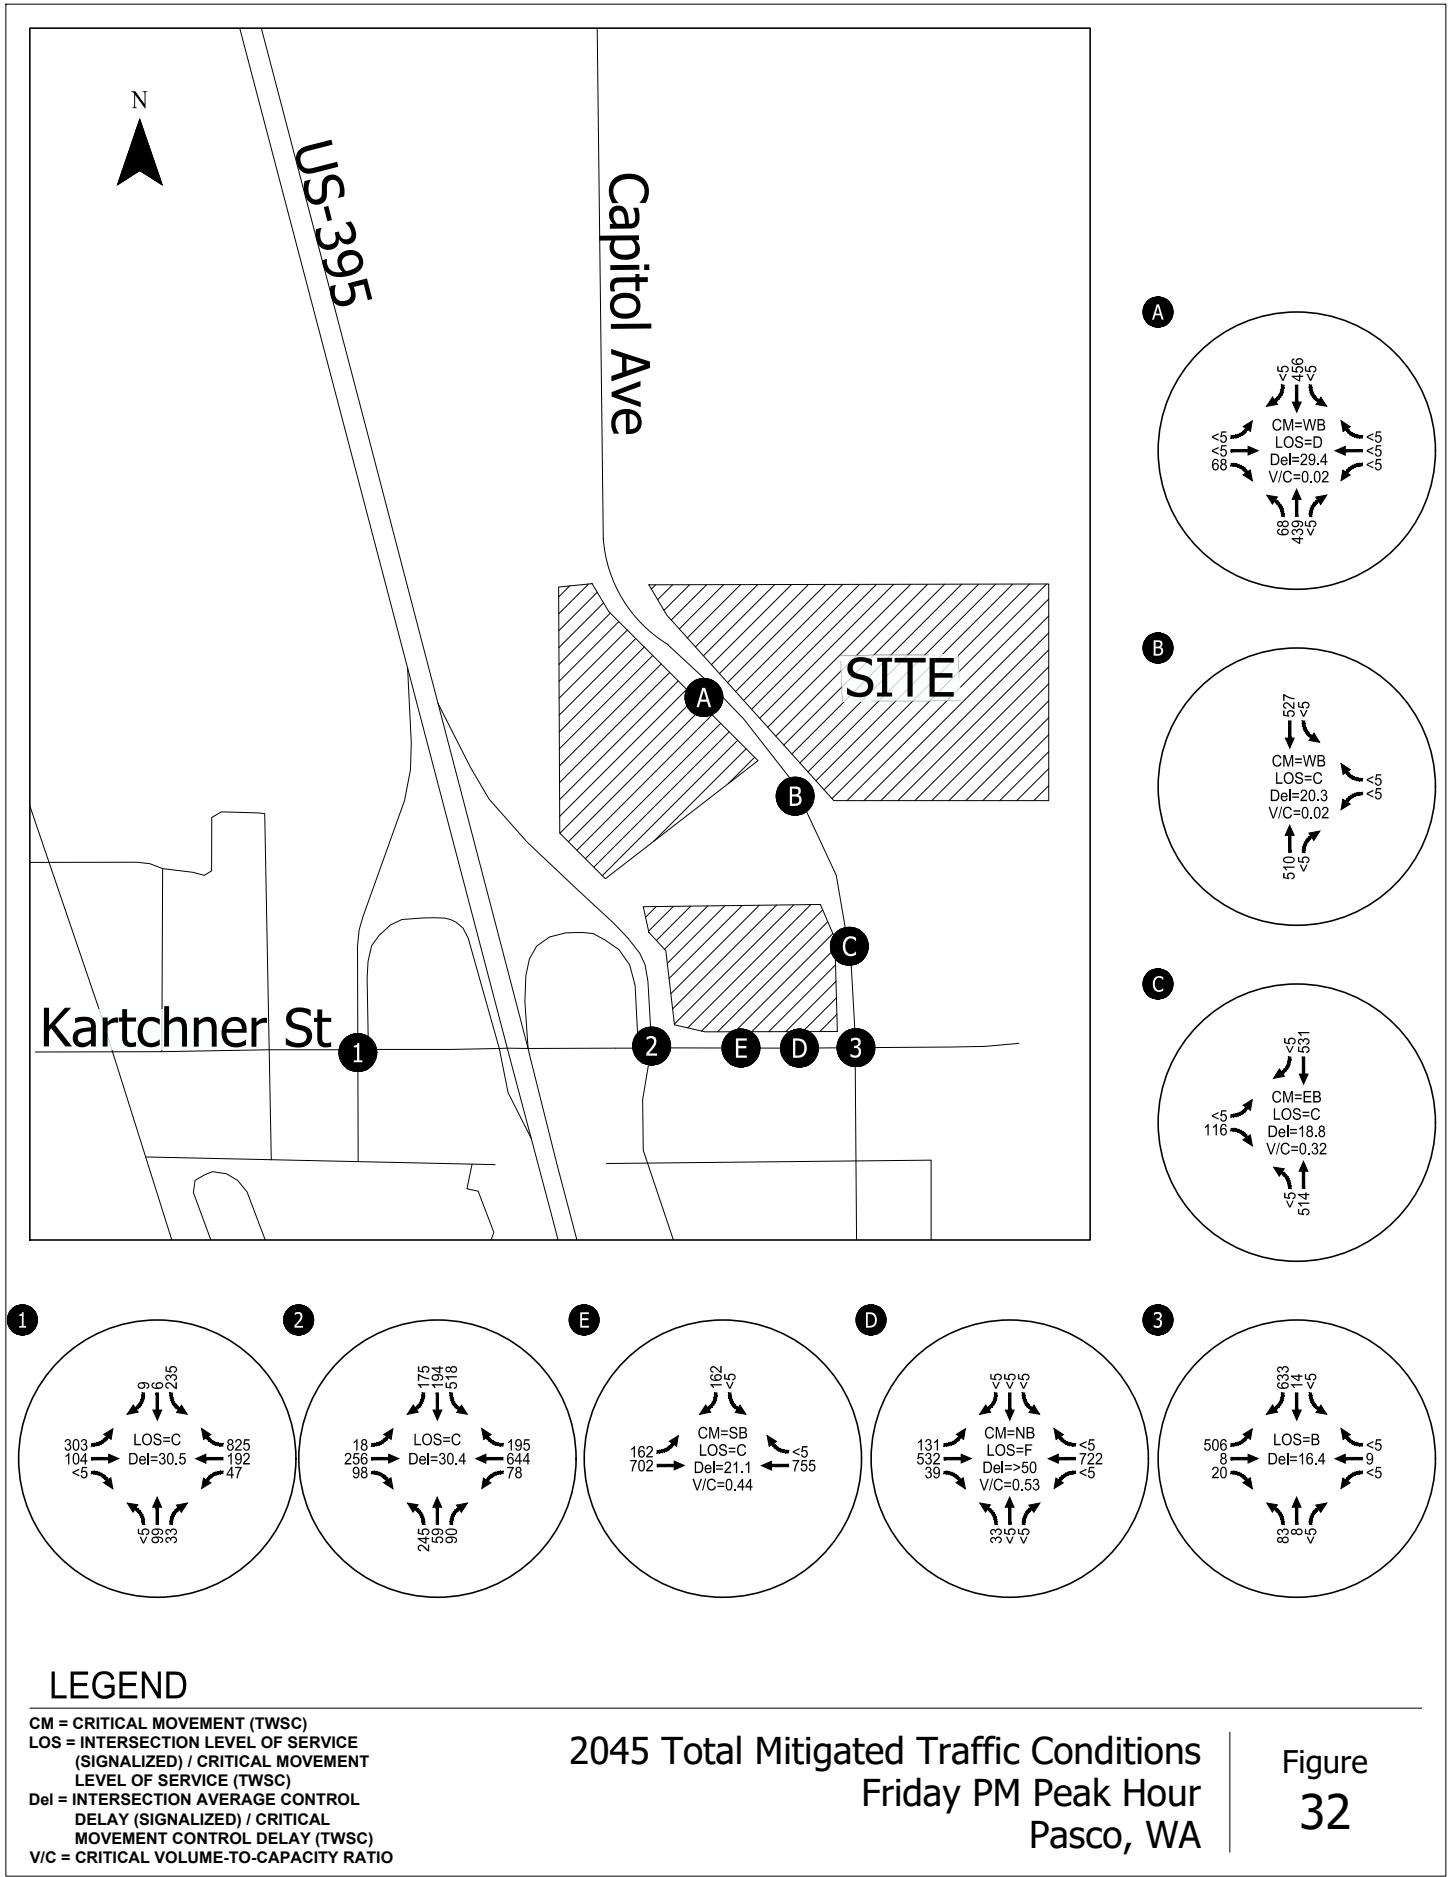 N
US-395
Capitol Ave
SITE
A
B
C
Kartchner St
1
2
E
D
3
A
<5
456
<5
<5
<5
68
CM=WB
LOS=D
Del=29.4
V/C=0.02
<5
<5
<5
68
439
<5
B
527
<5
CM=WB
LOS=C
Del=20.3
V/C=0.02
<5
<5
510
<5
C
<5
531
<5
116
CM=EB
LOS=C
Del=18.8
V/C=0.32
<5
514
1
9
6
235
303
104
<5
LOS=C
Del=30.5
825
192
47
<5
99
33
2
175
194
518
18
256
98
LOS=C
Del=30.4
195
644
78
245
59
90
E
162
<5
162
702
CM=SB
LOS=C
Del=21.1
V/C=0.44
<5
755
D
<5
<5
<5
131
532
39
CM=NB
LOS=F
Del=>50
V/C=0.53
<5
722
<5
33
<5
<5
3
633
14
<5
506
8
20
LOS=B
Del=16.4
<5
9
<5
83
8
<5
LEGEND
CM = CRITICAL MOVEMENT (TWSC)
LOS = INTERSECTION LEVEL OF SERVICE
(SIGNALIZED) / CRITICAL MOVEMENT
LEVEL OF SERVICE (TWSC)
Del = INTERSECTION AVERAGE CONTROL
DELAY (SIGNALIZED) / CRITICAL
MOVEMENT CONTROL DELAY (TWSC)
V/C = CRITICAL VOLUME-TO-CAPACITY RATIO
2045 Total Mitigated Traffic Conditions
Friday PM Peak Hour
Pasco, WA
Figure
32